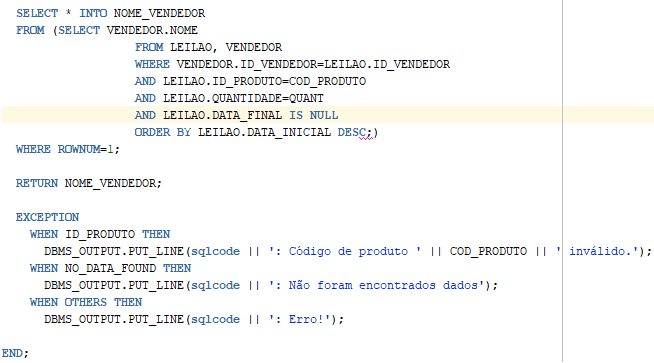 SELECT * INTO NOME_VENDEDOR
FROM (SELECT VENDEDOR.NOME
FROM LEILAO, VENDEDOR
WHERE VENDEDOR.ID_VENDEDOR=LEILAO.ID_VENDEDOR
AND LEILAO.ID_PRODUTO=COD_PRODUTO
AND LEILAO.QUANTIDADE=QUANT
AND LEILAO.DATA_FINAL IS NULL
ORDER BY LEILAO.DATA_INICIAL DESC;)
WHERE ROWNUM=1;
RETURN NOME_VENDEDOR;
EXCEPTION
WHEN ID_PRODUTO THEN
DBMS_OUTPUT.PUT_LINE(sqlcode || ': Código de produto ' || COD_PRODUTO || ' inválido.');
WHEN NO_DATA_FOUND THEN
DBMS_OUTPUT.PUT_LINE(sqlcode || ': Não foram encontrados dados');
WHEN OTHERS THEN
DBMS_OUTPUT.PUT_LINE(sqlcode || ': Erro!');
END;